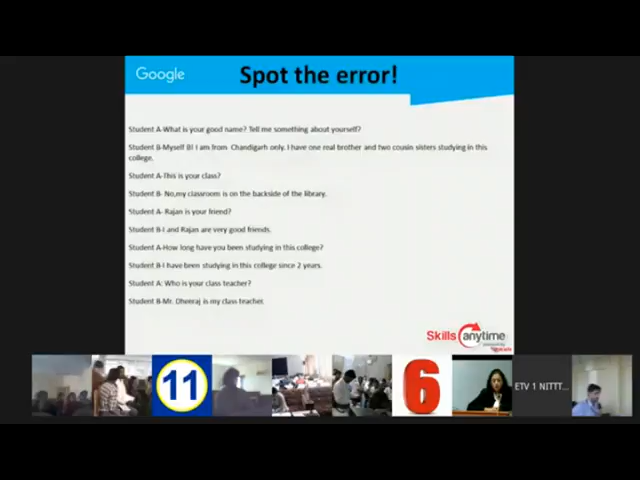 Google
Spot the error!
Student A-What is your good name? Tell me something about yourself?
Student B-Myself B! I am from Chandigarh only. I have one real brother and two cousin sisters studying in this
college.
Student A-This is your class?
Student B- No,my classroom is on the backside of the library.
Student A- Rajan is your friend?
Student B-I and Rajan are very good friends.
Student A-How long have you been studying in this college?
Student B-I have been studying in this college since 2 years.
Student A: Who is your class teacher?
Student B-Mr. Dheeraj is my class teacher.
Skills anytime
11
6
ETV 1 NITTT...